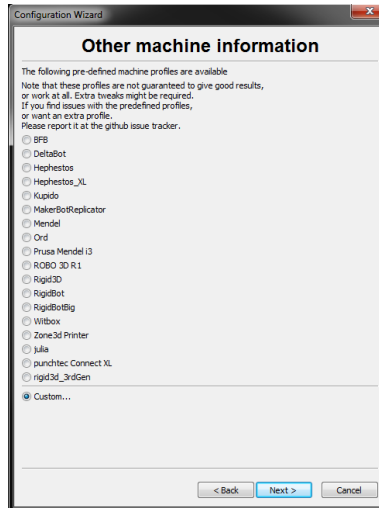 Configuration Wizard
Other machine information
The following pre-defined machine profiles are available
Note that these profiles are not guaranteed to give good results,
or work at all. Extra tweaks might be required.
If you find issues with the predefined profiles,
or want an extra profile.
Please report it at the github issue tracker.
BFB
DeltaBot
Hephestos
Hephestos_XL
Kupido
MakerBotReplicator
Mendel
Ord
Prusa Mendel i3
ROBO 3D R1
Rigid3D
RigidBot
RigidBotBig
Witbox
Zone3d Printer
julia
punchtec Connect XL
rigid3d_3rdGen
Custom...
< Back Next > Cancel